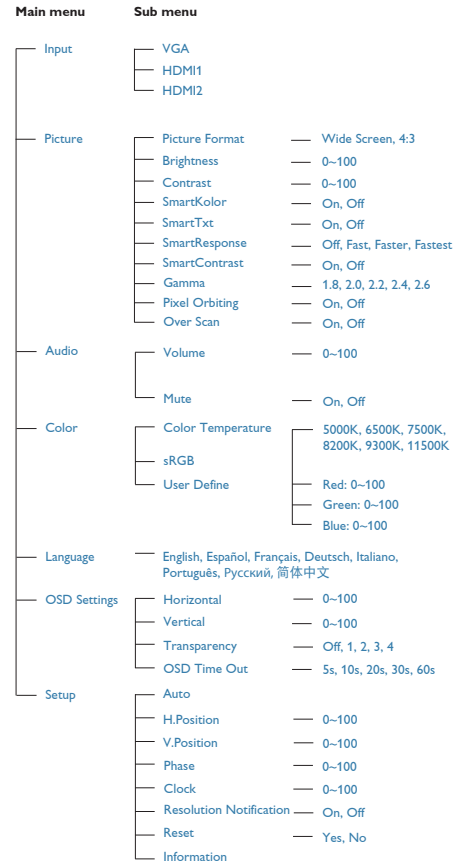 Main menu Sub menu
Input VGA
HDMI1
HDMI2
Picture Picture Format Wide Screen, 4:3
Brightness 0~100
Contrast 0~100
SmartKolor On, Off
SmartTxt On, Off
SmartResponse Off, Fast, Faster, Fastest
SmartContrast On, Off
Gamma 1.8, 2.0, 2.2, 2.4, 2.6
Pixel Orbiting On, Off
Over Scan On, Off
Audio Volume 0~100
Mute On, Off
Color Color Temperature 5000K, 6500K, 7500K,
8200K, 9300K, 11500K
sRGB
User Define Red: 0~100
Green: 0~100
Blue: 0~100
Language English, Español, Français, Deutsch, Italiano,
Português, Русский, 简体中文
OSD Settings Horizontal 0~100
Vertical 0~100
Transparency Off, 1, 2, 3, 4
OSD Time Out 5s, 10s, 20s, 30s, 60s
Setup Auto
H.Position 0~100
V.Position 0~100
Phase 0~100
Clock 0~100
Resolution Notification On, Off
Reset Yes, No
Information